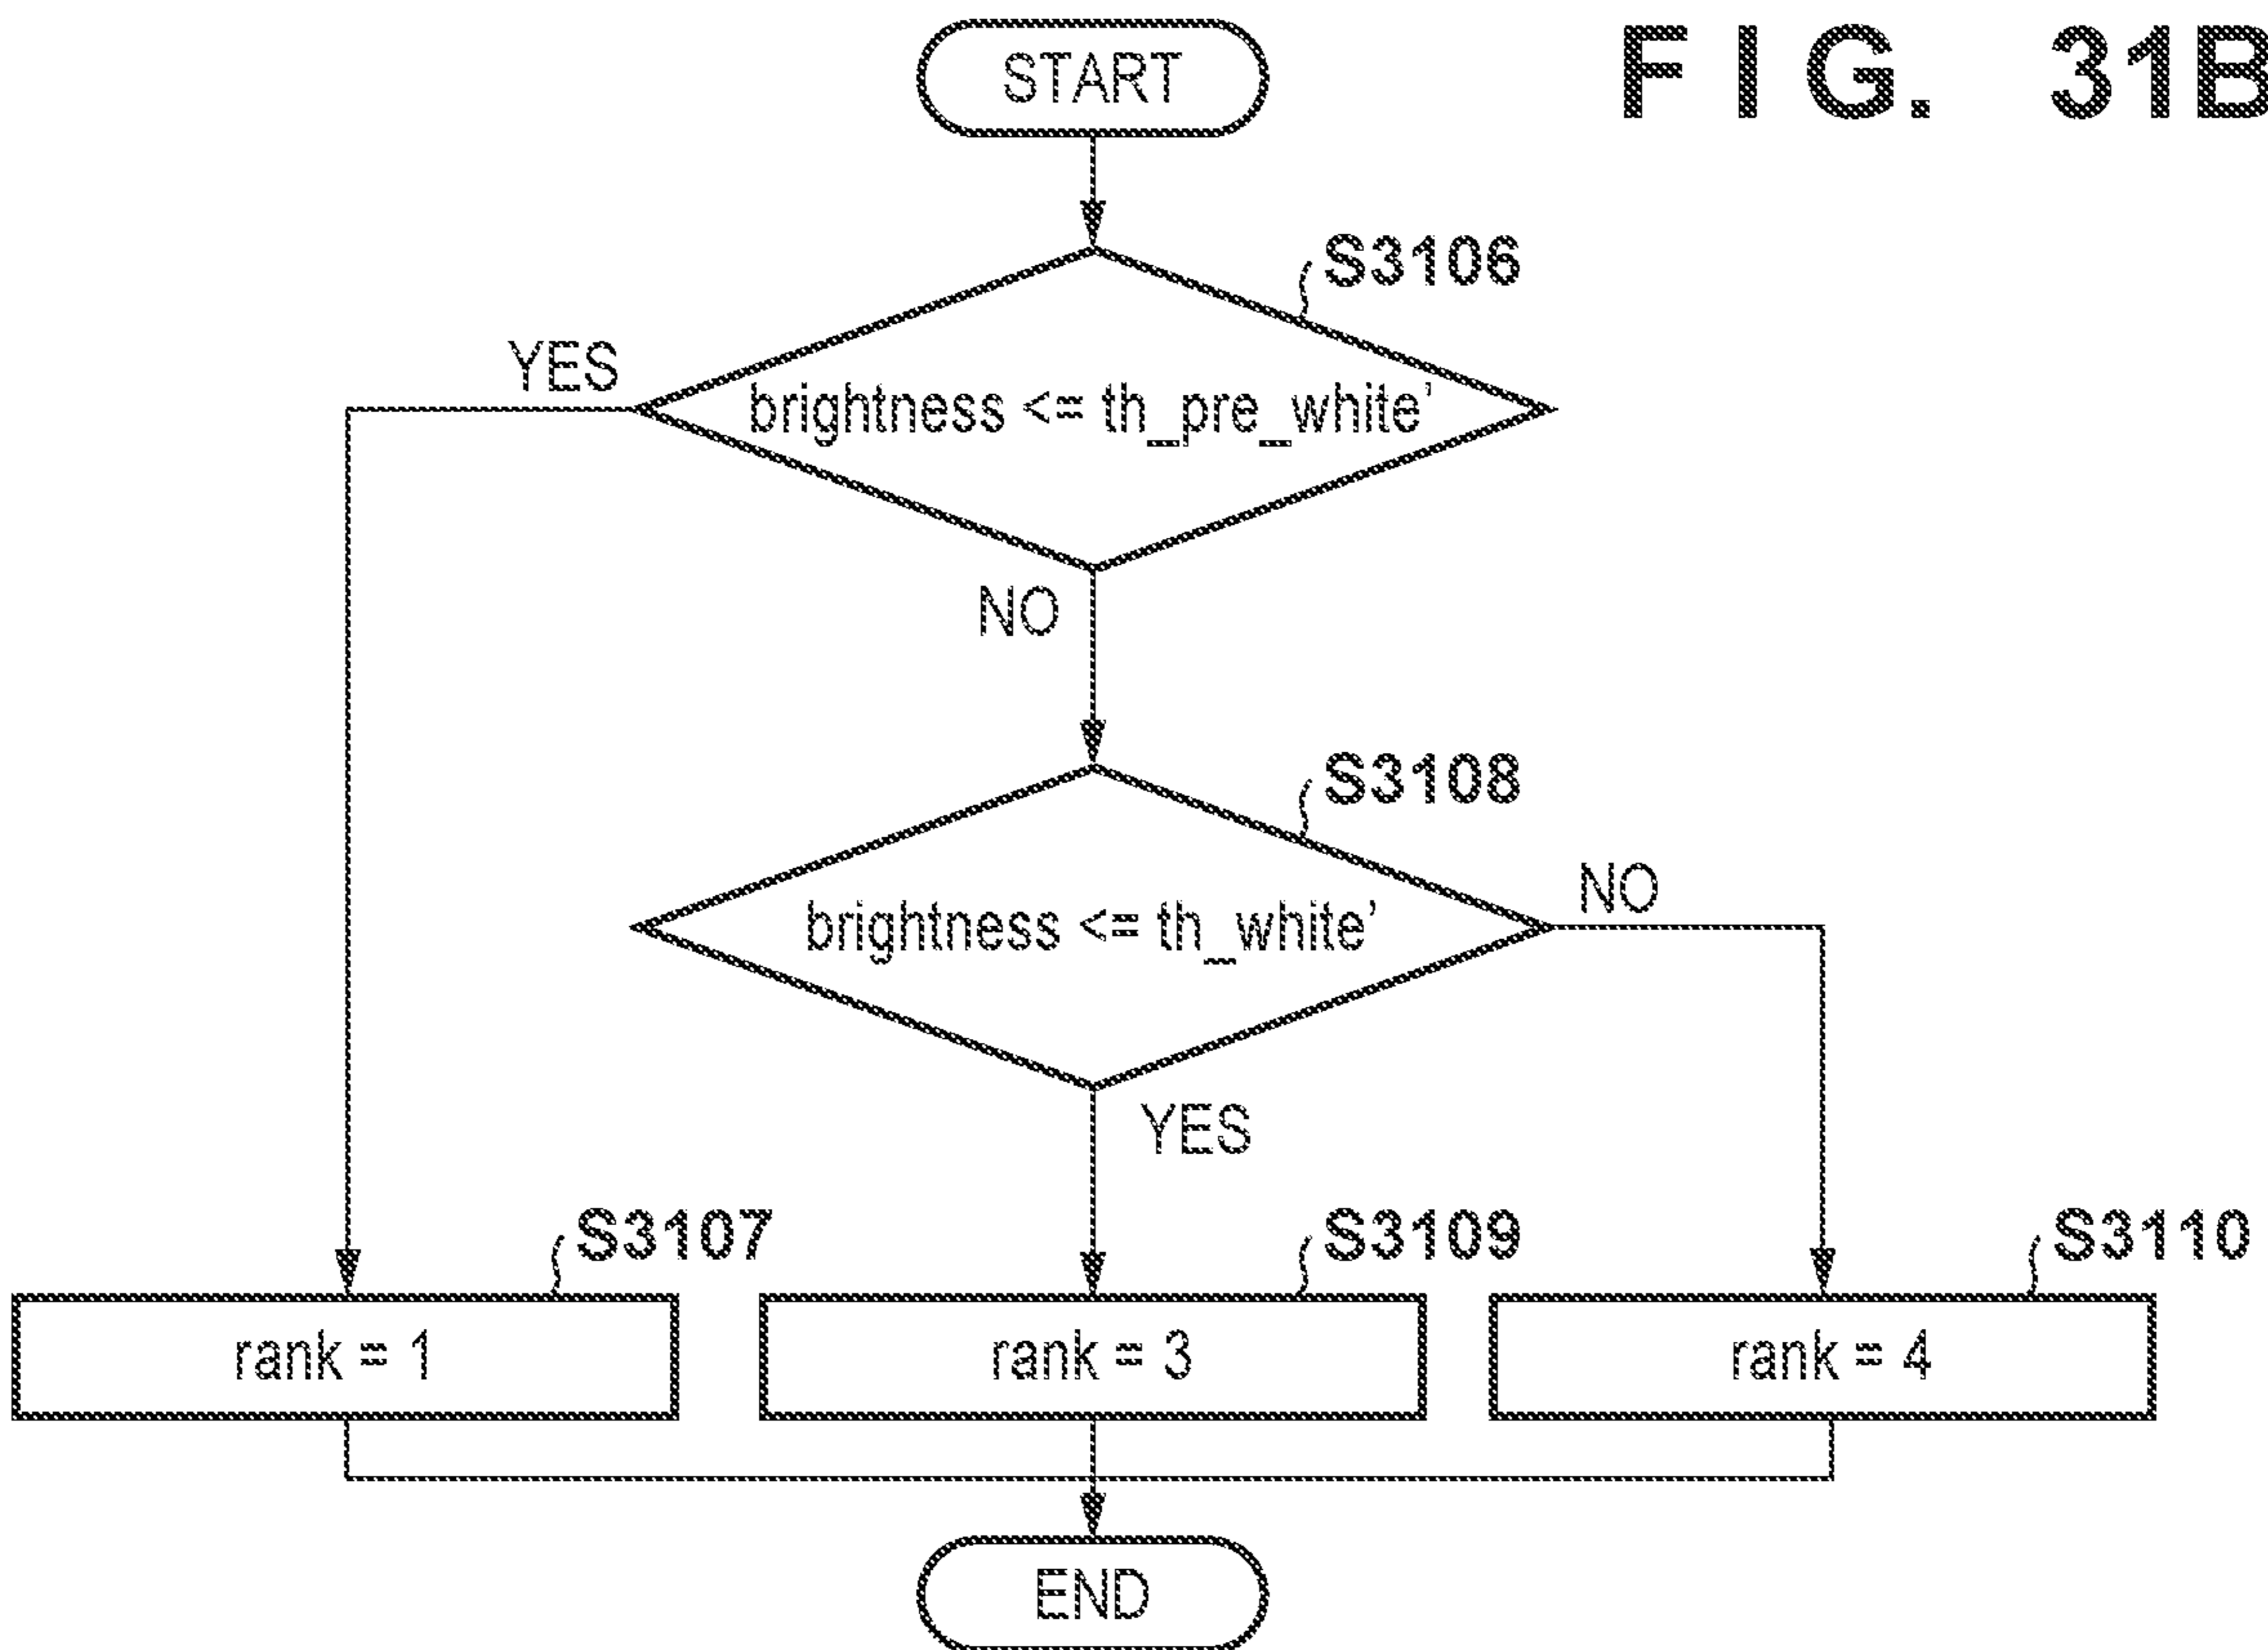 FIG. 31B
START
S3106
YES
brightness <= th_pre_white’
NO
S3108
NO
brightness <= th_white’
YES
S3107
S3109
S3110
rank = 1
rank = 3
rank = 4
END